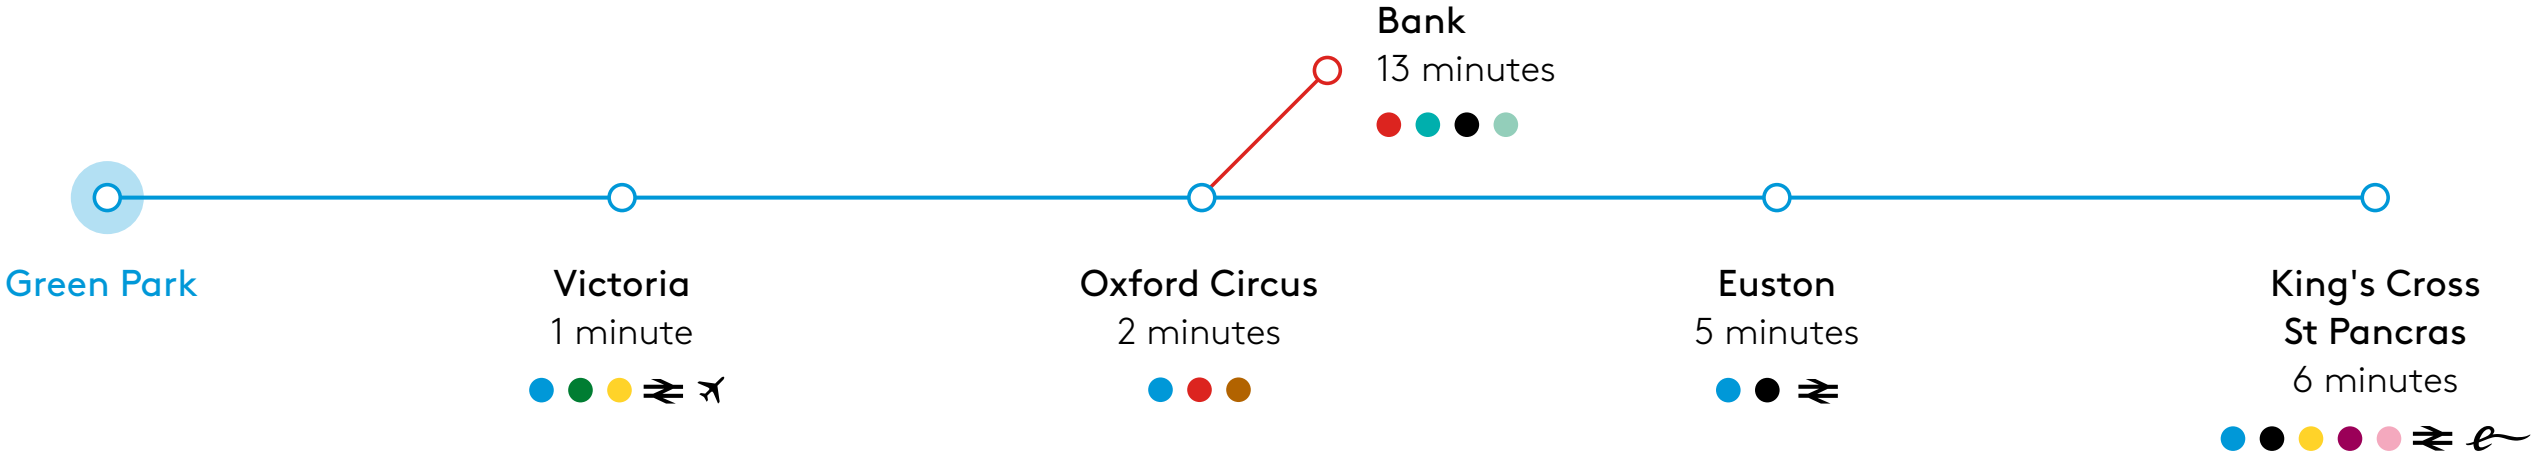 Bank
13 minutes
Green Park
Victoria
1 minute
Oxford Circus
2 minutes
Euston
5 minutes
King's Cross
St Pancras
6 minutes